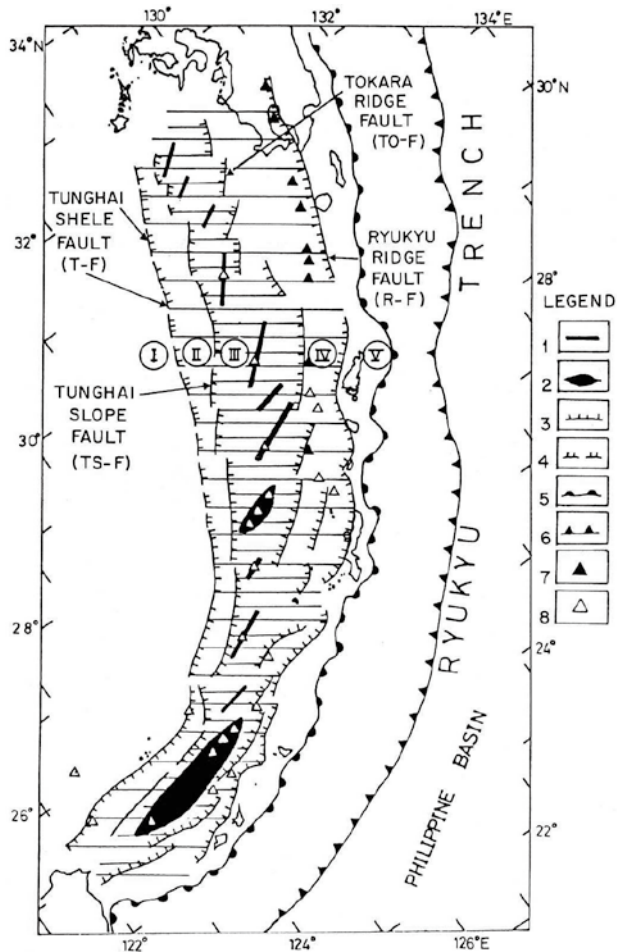 130° 132° 134°E
34°N
30°N
TOKARA
RIDGE
FAULT
(TO-F)
TRENCH
TUNGHAI
SHELE
FAULT
(T-F)
32°
RYUKYU
RIDGE
FAULT
(R-F)
28°
LEGEND
1
2
3
4
5
6
7
8
I II III IV V
TUNGHAI
SLOPE
FAULT
(TS-F)
30°
RYUKYU
28°
24°
PHILIPPINE BASIN
26°
22°
122° 124° 126°E